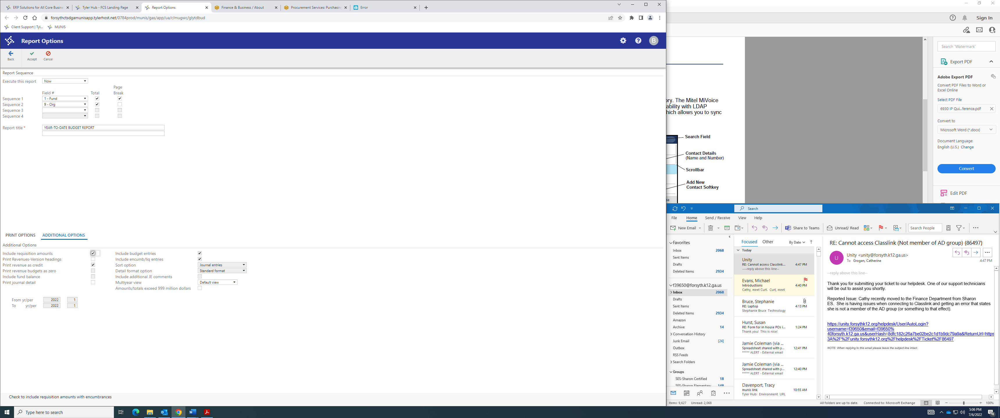 ERP Solutions for All Core Busine
Tyler Hub - FCS Landing Page
Report Options
Finance & Business / About
Procurement Services: Purchasing
Error
forsythctsdgamunisapp.tylerhost.net/0784prod/munis/gas/app/ua/r/mugwc/glytdbud
Client Support | Tyl...
MUNIS
Report Options
B
Back
Accept
Cancel
Report Sequence
Execute this report
Now
Page
Field #
Total
Break
Sequence 1
1 - Fund
Sequence 2
9 - Org
Sequence 3
Sequence 4
Report title *
YEAR-TO-DATE BUDGET REPORT
PRINT OPTIONS
ADDITIONAL OPTIONS
Additional Options
Include requisition amounts
Print Revenues-Version headings
Print revenue as credit
Print revenue budgets as zero
Include fund balance
Print journal detail
Include budget entries
Include encumb/liq entries
Sort option
Journal entries
Detail format option
Standard format
Include additional JE comments
Multiyear view
Default view
Amounts/totals exceed 999 million dollars
From yr/per
2022
1
To yr/per
2022
1
Check to include requisition amounts with encumbrances
Sign In
ory. The Mitel MiVoice
ability with LDAP
hich allows you to sync
Search Field
Contact Details
(Name and Number)
Scrollbar
Add New
Contact Softkey
se
Search 'Watermark'
Export PDF
Adobe Export PDF
Convert PDF Files to Word or
Excel Online
Select PDF File
6930 IP Qui...ference.pdf
Convert to
Microsoft Word (*.docx)
Document Language:
English (U.S.) Change
Convert
Edit PDF
Search
File
Home
Send / Receive
View
Help
New Email
Share to Teams
Unread/ Read
Search People
Favorites
Inbox 2068
Sent Items
Drafts
Deleted Items 2934
f39650@forsyth.k12.ga.us
Inbox 2068
Drafts
Sent Items
Deleted Items 2934
Amazon
Archive 14
Conversation History
Junk Email [24]
Outbox
RSS Feeds
Search Folders
Groups
SES-Sharon Certified 18
SES-Sharon Elementary 148
Focused
Other
By Date
Today
Unity
RE: Cannot access Classlink... 4:47 PM
----reply above this line--
Evans, Michael
Introductions 4:40 PM
Cathy, meet Curt. Curt, meet
Bruce, Stephanie
RE: Laptop 4:13 PM
Stephanie Bruce Technology
Hurst, Susan
RE: Form for in house POs i... 1:24 PM
Thank you! This is nice!
Jamie Coleman (via ...
Spreadsheet shared with y... 12:41 PM
***** ALERT - External email
Jamie Coleman (via ...
Spreadsheet shared with y... 12:40 PM
***** ALERT - External email
Davenport, Tracy
munis link 10:55 AM
Tyler Hub: Environment URL
RE: Cannot access Classlink (Not member of AD group) {86497}
U
Unity <unity@forsyth.k12.ga.us>
To Grogan, Catherine
4:47 PM
--reply above this line--
Thank you for submitting your ticket to our helpdesk. One of our support technicians
will be out to assist you shortly.
Reported Issue: Cathy recently moved to the Finance Department from Sharon
ES. She is having issues when connecting to Classlink and getting an error that states
she is not a member of the AD group (or something to that effect).
https://unity.forsythk12.org/helpdesk/User/AutoLogin?
username=f39650&email=f39650%
40forsyth.k12.ga.us&userHash=8dfc182c26a7be02be2c1d1b9dc79a9a&ReturnUrl=https
3A%2F%2Funity.forsythk12.org%2Fhelpdesk%2FTicket%2F86497
NOTE: When replying to this email please leave the subject-line intact.
Items: 9,627 Unread: 2,068
All folders are up to date.
Connected to: Microsoft Exchange
100%
Type here to search
5:06 PM
7/6/2022
18